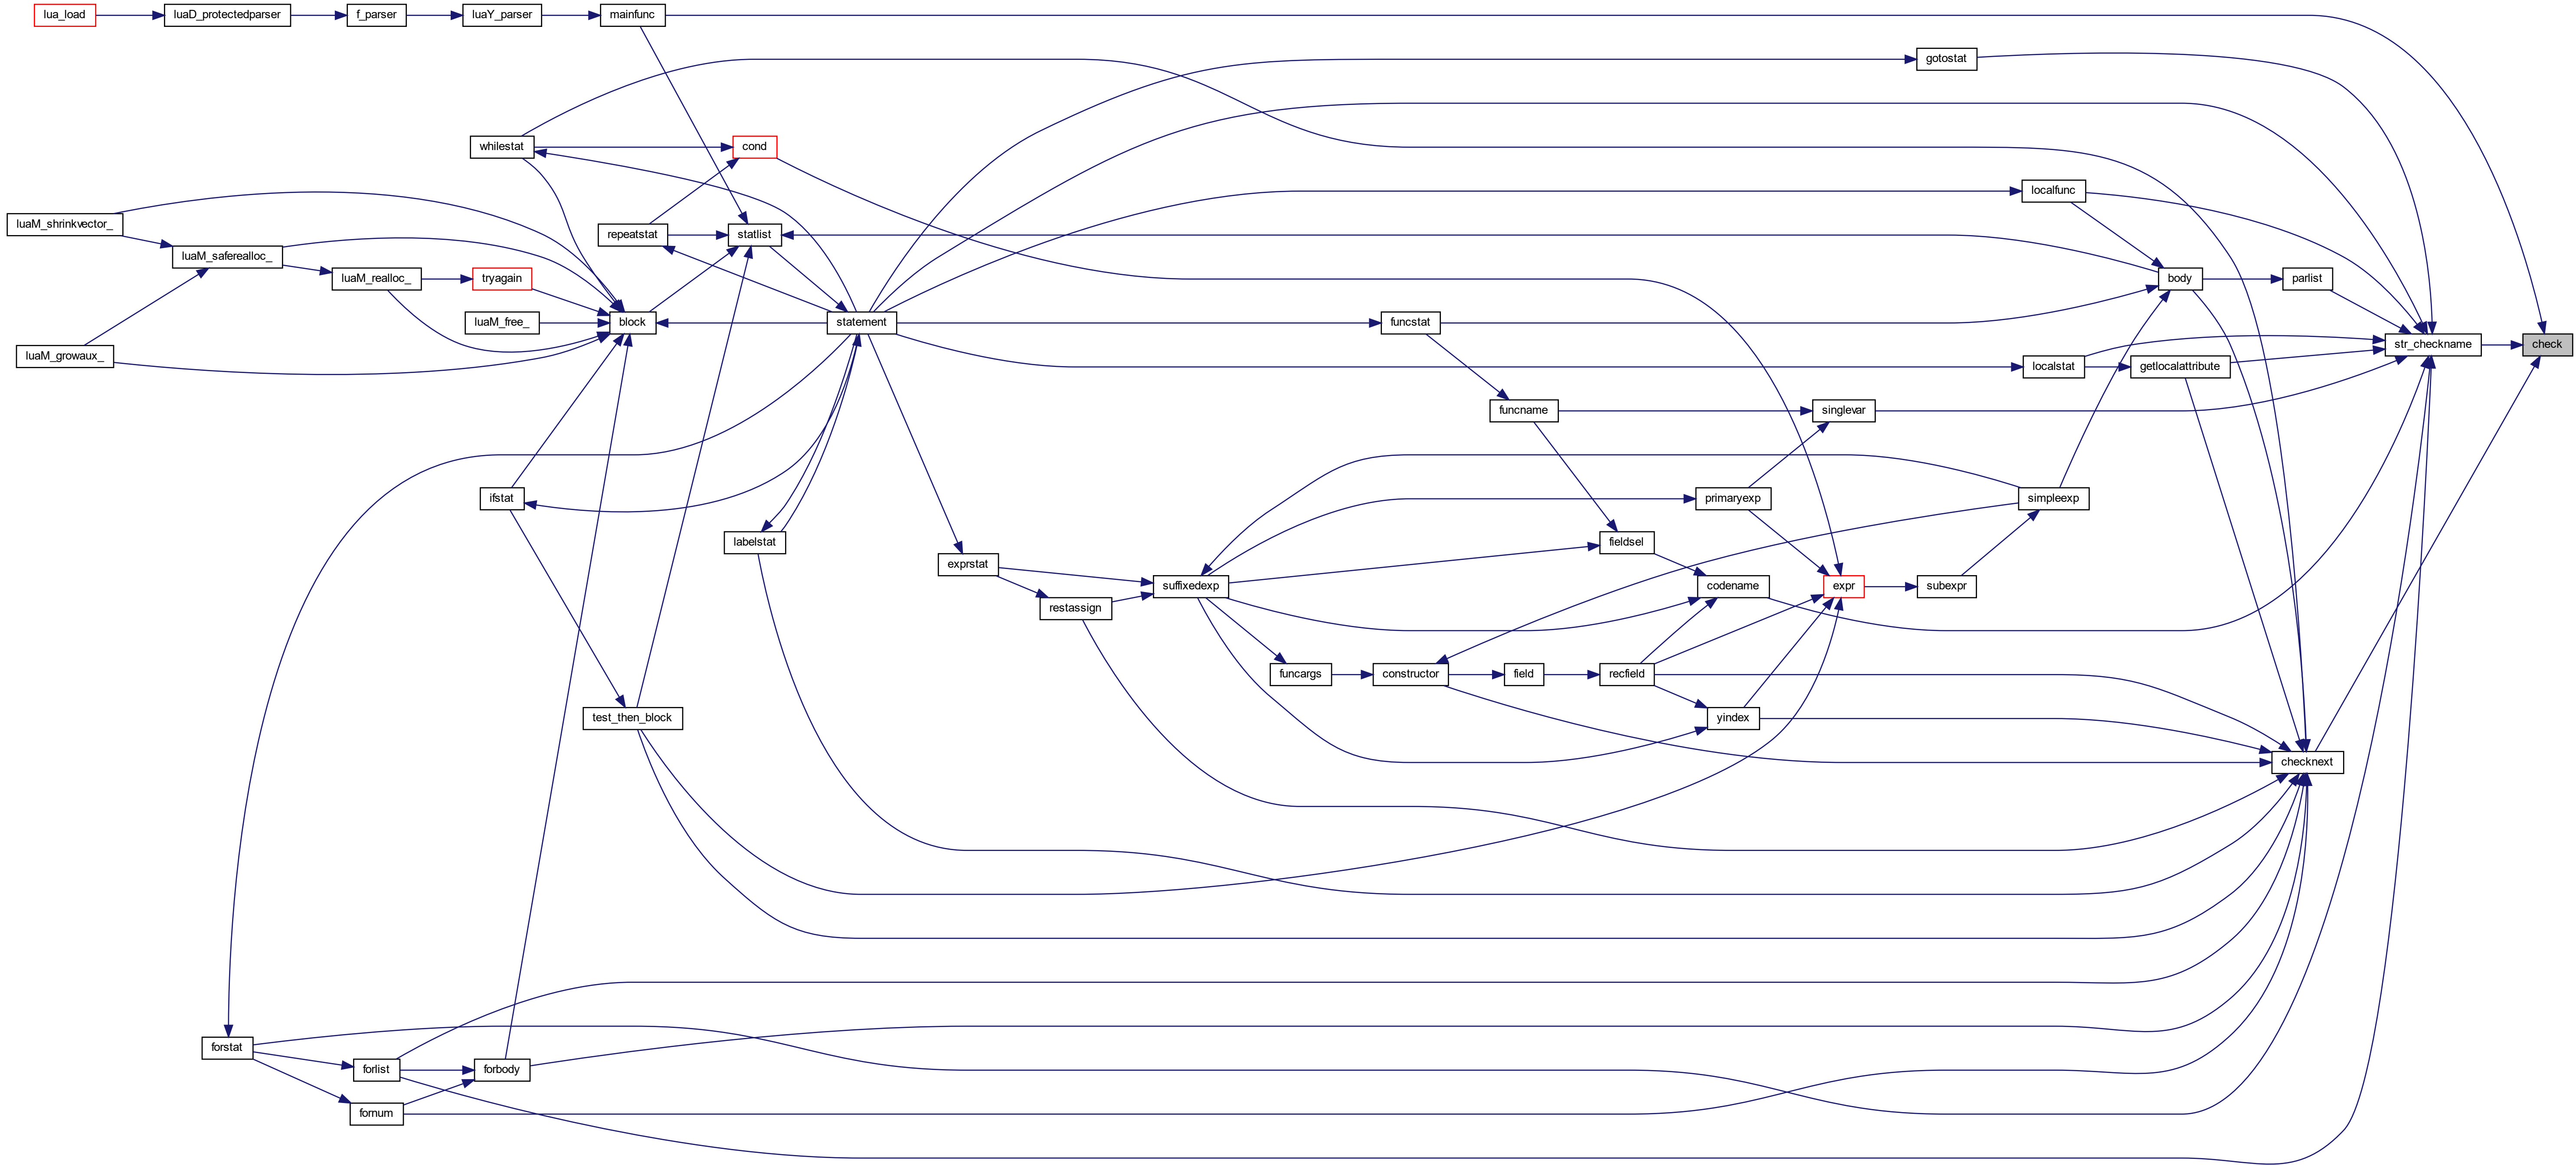 lua_load
luaD_protectedparser
f_parser
luaY_parser
mainfunc
gotostat
whilestat
cond
localfunc
luaM_shrinkvector_
repeatstat
statlist
luaM_saferealloc_
luaM_realloc_
tryagain
body
parlist
luaM_free_
block
statement
funcstat
str_checkname
check
luaM_growaux_
localstat
getlocalattribute
funcname
singlevar
ifstat
primaryexp
simpleexp
labelstat
fieldsel
exprstat
suffixedexp
codename
expr
subexpr
restassign
funcargs
constructor
field
recfield
test_then_block
yindex
checknext
forstat
forlist
forbody
fornum